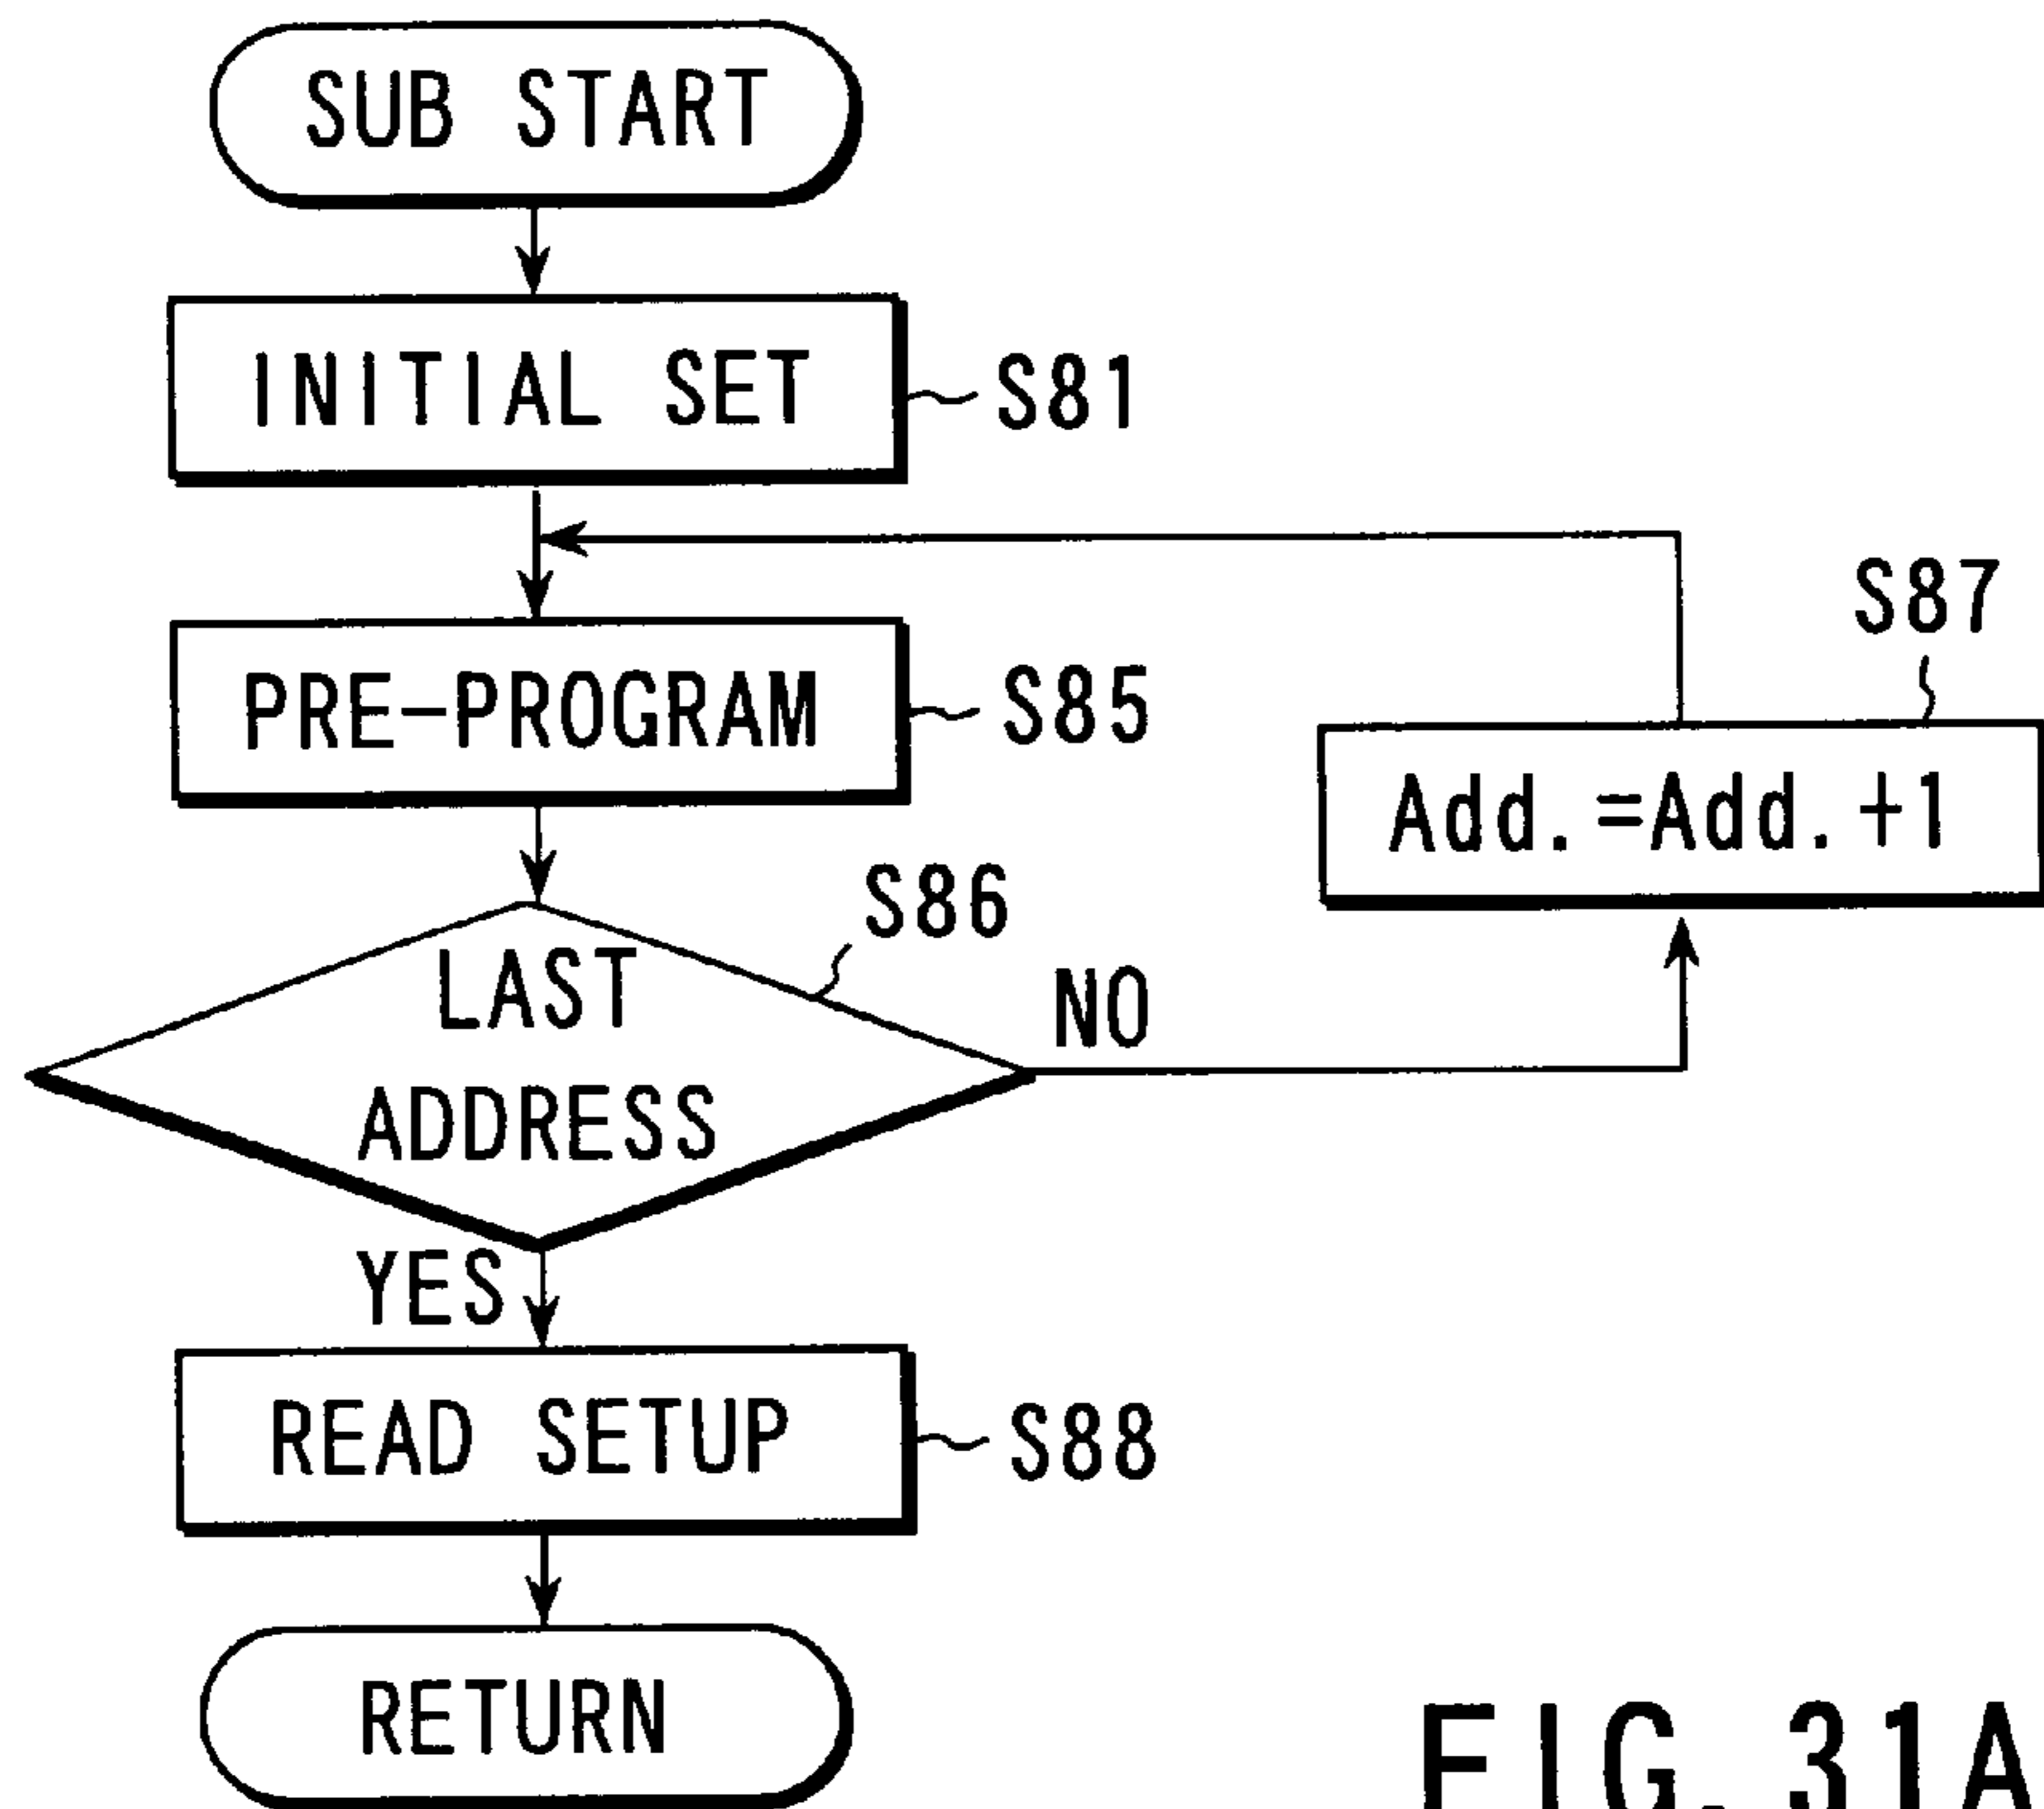 SUB START
INITIAL SET
S81
PRE-PROGRAM
S85
S87
Add.=Add.+1
S86
LAST
ADDRESS
NO
YES
READ SETUP
S88
RETURN
FIG. 31A